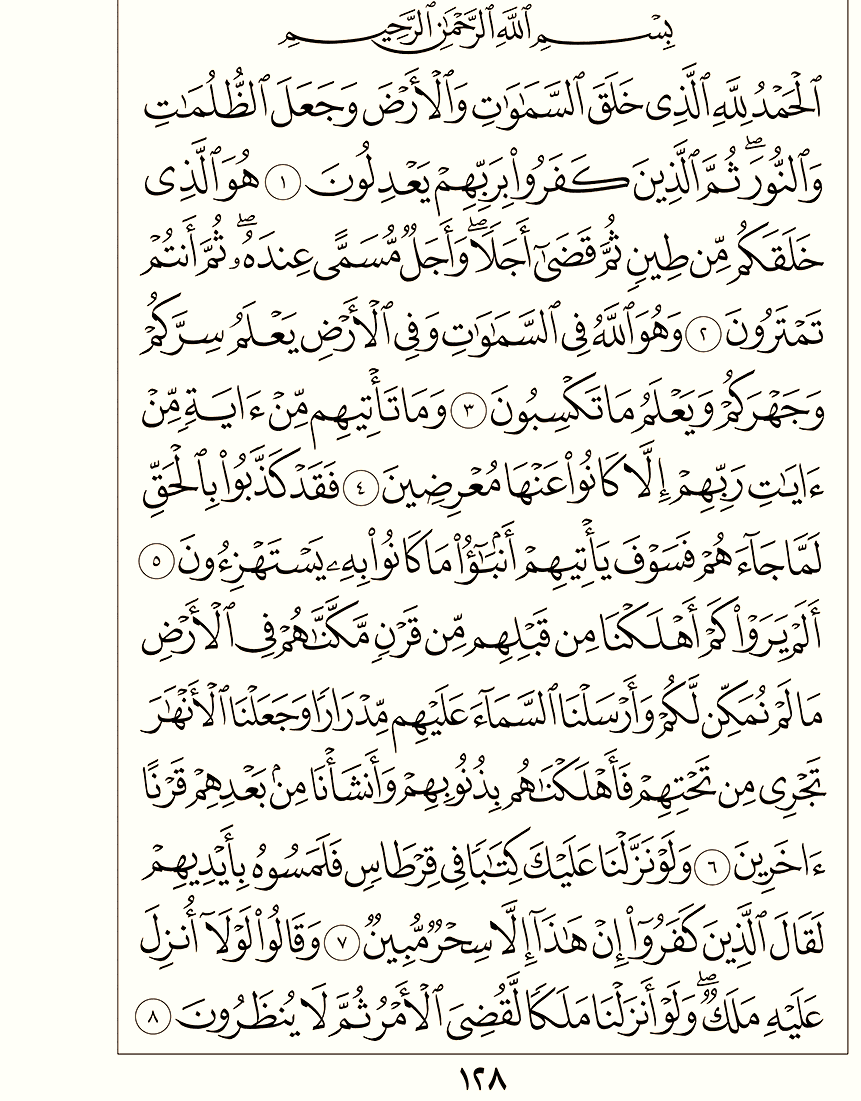 بِسْمِ ٱللَّهِ ٱلرَّحْمَٰنِ ٱلرَّحِيمِ
ٱلْحَمْدُ لِلَّهِ ٱلَّذِى خَلَقَ ٱلسَّمَٰوَٰتِ وَٱلْأَرْضَ وَجَعَلَ ٱلظُّلُمَٰتِ
وَٱلنُّورَ ۖ ثُمَّ ٱلَّذِينَ كَفَرُوا۟ بِرَبِّهِمْ يَعْدِلُونَ ١ هُوَ ٱلَّذِى
خَلَقَكُم مِّن طِينٍ ثُمَّ قَضَىٰٓ أَجَلًا ۖ وَأَجَلٌ مُّسَمًّى عِندَهُۥ ۖ ثُمَّ أَنتُمْ
تَمْتَرُونَ ٢ وَهُوَ ٱللَّهُ فِى ٱلسَّمَٰوَٰتِ وَفِى ٱلْأَرْضِ يَعْلَمُ سِرَّكُمْ
وَجَهْرَكُمْ وَيَعْلَمُ مَا تَكْسِبُونَ ٣ وَمَا تَأْتِيهِم مِّنْ ءَايَةٍ مِّنْ
ءَايَٰتِ رَبِّهِمْ إِلَّا كَانُوا۟ عَنْهَا مُعْرِضِينَ ٤ فَقَدْ كَذَّبُوا۟ بِٱلْحَقِّ
لَمَّا جَآءَهُمْ فَسَوْفَ يَأْتِيهِمْ أَنۢبَٰٓؤُا۟ مَا كَانُوا۟ بِهِۦ يَسْتَهْزِءُونَ ٥
أَلَمْ يَرَوْا۟ كَمْ أَهْلَكْنَا مِن قَبْلِهِم مِّن قَرْنٍ مَّكَّنَّٰهُمْ فِى ٱلْأَرْضِ
مَا لَمْ نُمَكِّن لَّكُمْ وَأَرْسَلْنَا ٱلسَّمَآءَ عَلَيْهِم مِّدْرَارًا وَجَعَلْنَا ٱلْأَنْهَٰرَ
تَجْرِى مِن تَحْتِهِمْ فَأَهْلَكْنَٰهُم بِذُنُوبِهِمْ وَأَنشَأْنَا مِنۢ بَعْدِهِمْ قَرْنًا
ءَاخَرِينَ ٦ وَلَوْ نَزَّلْنَا عَلَيْكَ كِتَٰبًا فِى قِرْطَاسٍ فَلَمَسُوهُ بِأَيْدِيهِمْ
لَقَالَ ٱلَّذِينَ كَفَرُوٓا۟ إِنْ هَٰذَآ إِلَّا سِحْرٌ مُّبِينٌ ٧ وَقَالُوا۟ لَوْلَآ أُنزِلَ
عَلَيْهِ مَلَكٌ ۖ وَلَوْ أَنزَلْنَا مَلَكًا لَّقُضِىَ ٱلْأَمْرُ ثُمَّ لَا يُنظَرُونَ ٨
١٢٨